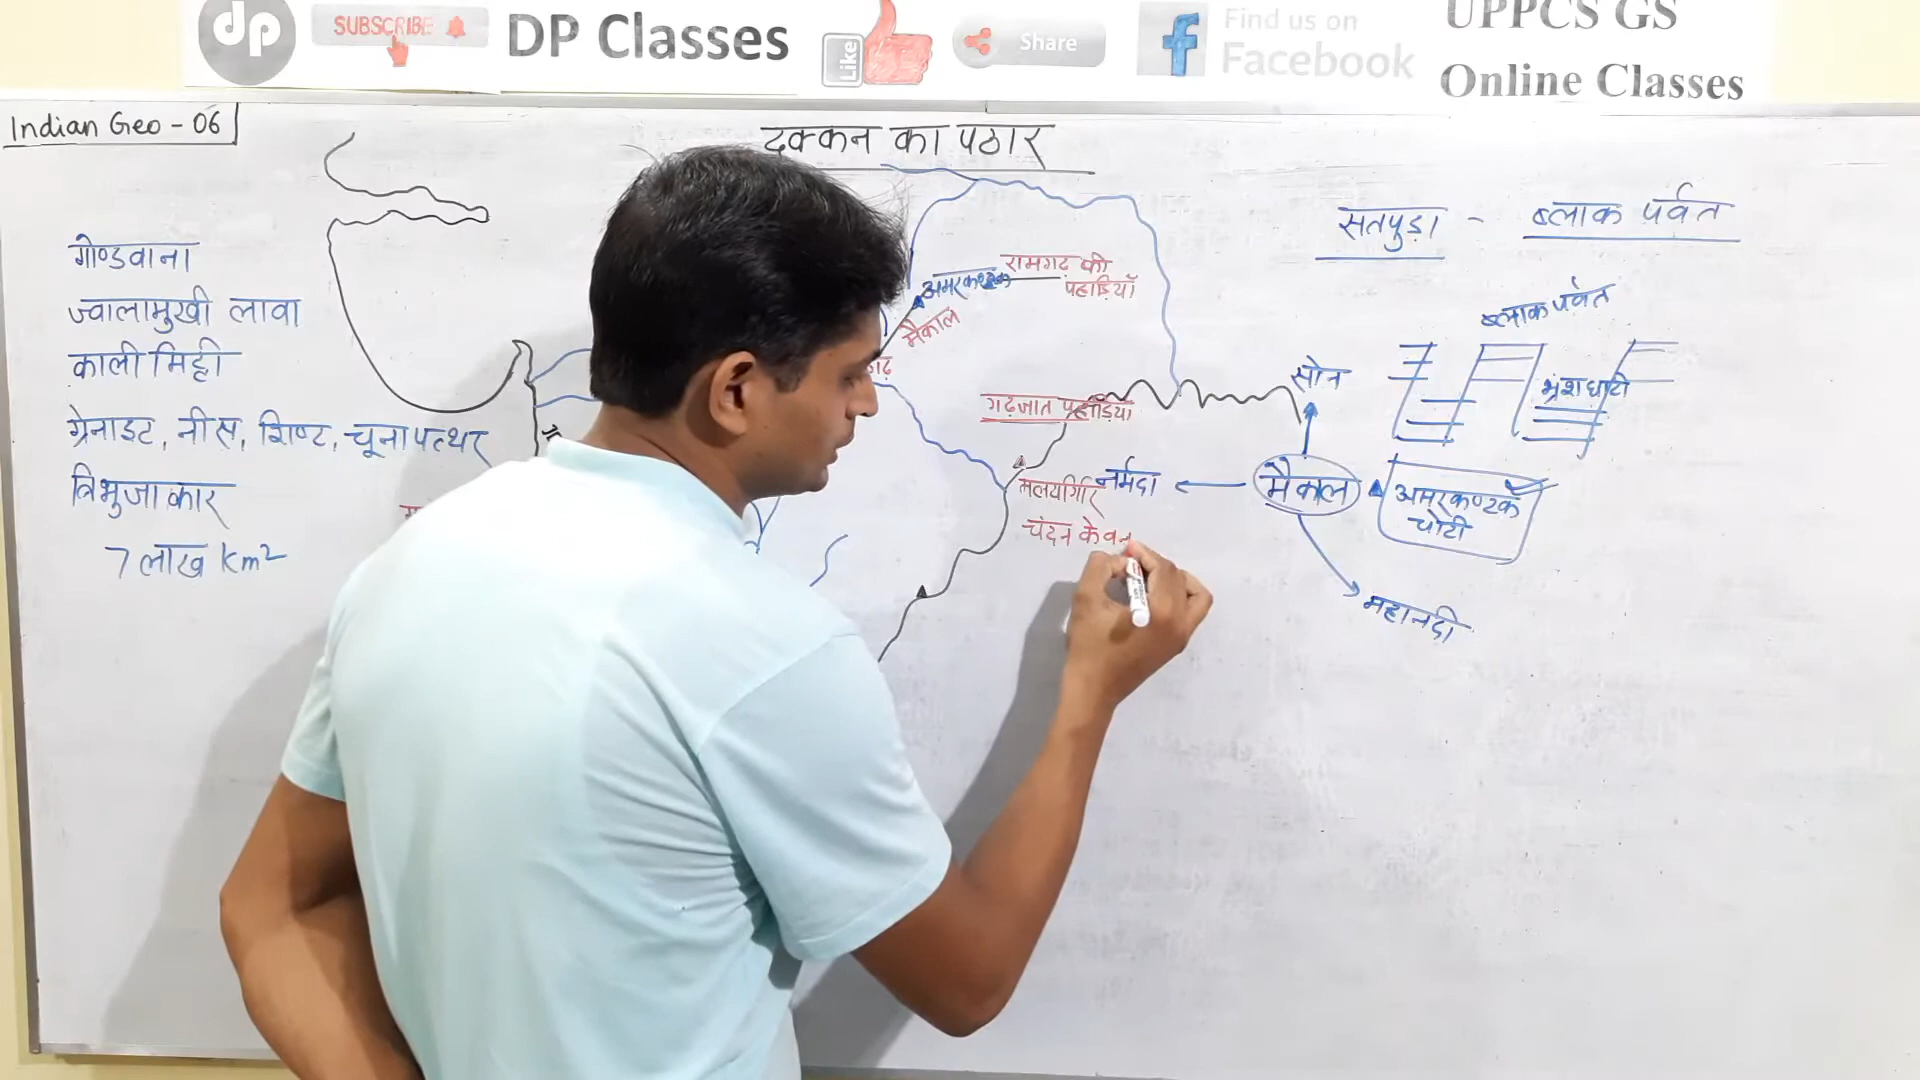 dp
SUBSCRIBE
DP Classes
Like
Share
Find us on
Facebook
UPPCS GS
Online Classes
Indian Geo - 06
दक्कन का पठार
गोण्डवाना
ज्वालामुखी लावा
काली मिट्टी
ग्रेनाइट, नीस, शिष्ट, चूना पत्थर
त्रिभुजाकार
7 लाख km²
अमरकण्टक
रामगढ़ की
पहाड़ियाँ
मैकाल
गढ़जात पहाड़ियां
मलयगिरि
चंदन के वन
सतपुड़ा - ब्लाक पर्वत
ब्लाक पर्वत
भ्रंश घाटी
सोन
नर्मदा
मैकाल
अमरकण्टक
चोटी
महानदी